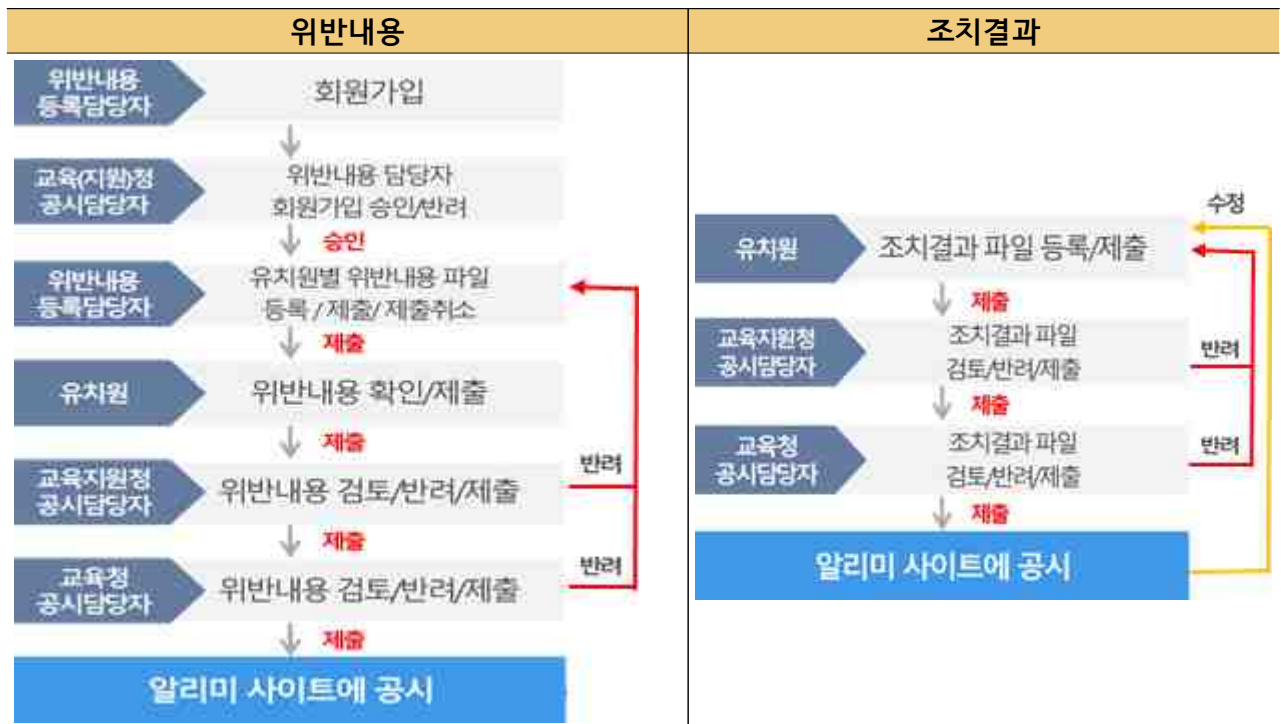 위반내용
조치결과
위반내용
등록담당자
회원가입
교육(지원)청
공시담당자
위반내용 담당자
회원가입 승인/반려
승인
위반내용
등록담당자
유치원별 위반내용 파일
등록 / 제출/ 제출취소
제출
유치원
위반내용 확인/제출
제출
교육지원청
공시담당자
위반내용 검토/반려/제출
반려
제출
교육청
공시담당자
위반내용 검토/반려/제출
반려
제출
알리미 사이트에 공시
수정
유치원
조치결과 파일 등록/제출
제출
교육지원청
공시담당자
조치결과 파일
검토/반려/제출
반려
제출
교육청
공시담당자
조치결과 파일
검토/반려/제출
반려
제출
알리미 사이트에 공시